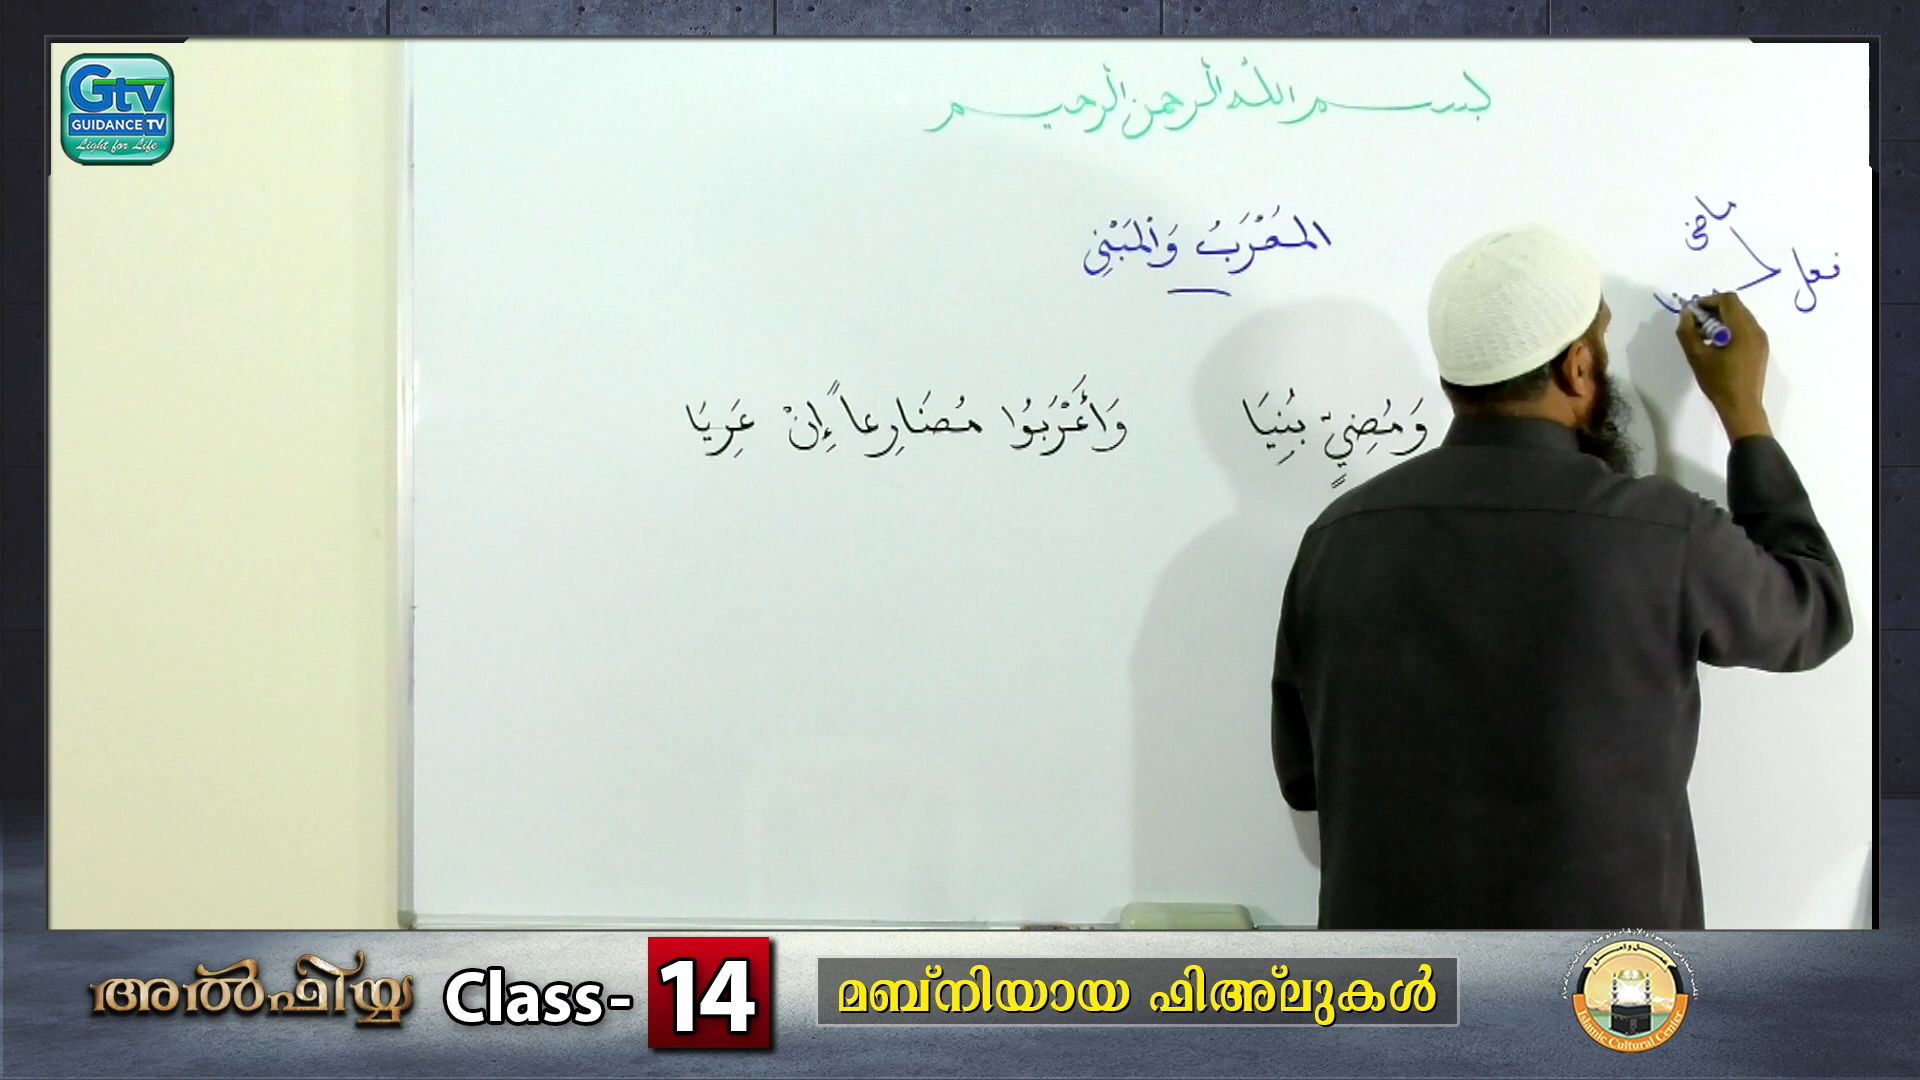 Gtv
GUIDANCE TV
Light for Life
بسم الله الرحمن الرحيم
المُعْرَبُ وَالمَبْنِي
ماضي
فعل
وَمُضِيٍّ بُنِيَا وَأَعْرَبُوا مُضَارِعاً إِنْ عَرِيَا
അൽഫിയ്യ Class- 14 മബ്നിയായ ഫിഅ്ലുകൾ
Islamic Cultural Center